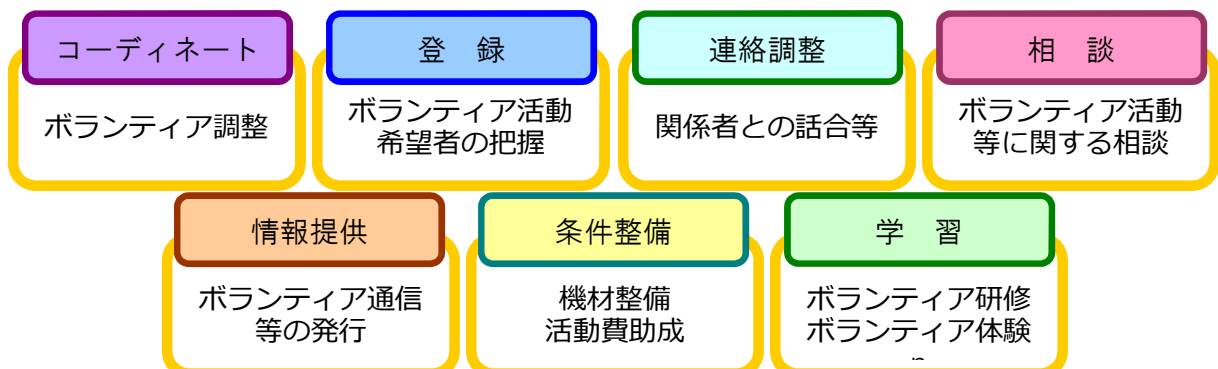 コーディネート
ボランティア調整
登　録
ボランティア活動
希望者の把握
連絡調整
関係者との話合等
相　談
ボランティア活動
等に関する相談
情報提供
ボランティア通信
等の発行
条件整備
機材整備
活動費助成
学　習
ボランティア研修
ボランティア体験